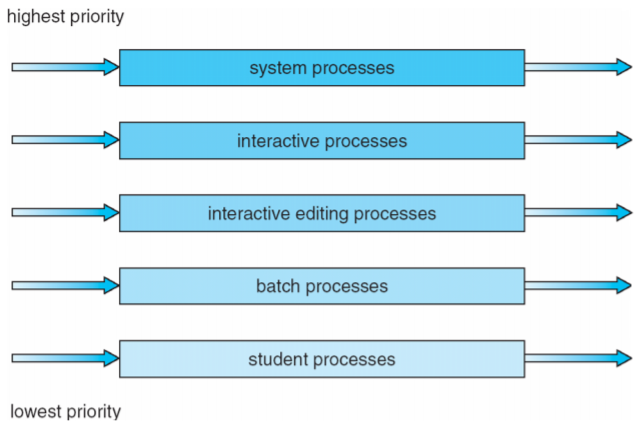 highest priority
system processes
interactive processes
interactive editing processes
batch processes
student processes
lowest priority